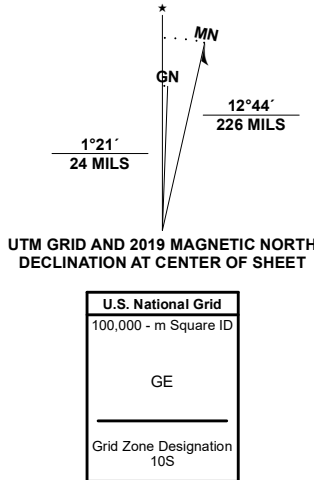 MN
GN
12°44´
226 MILS
1°21´
24 MILS
UTM GRID AND 2019 MAGNETIC NORTH
DECLINATION AT CENTER OF SHEET
U.S. National Grid
100,000 - m Square ID
GE
Grid Zone Designation
10S